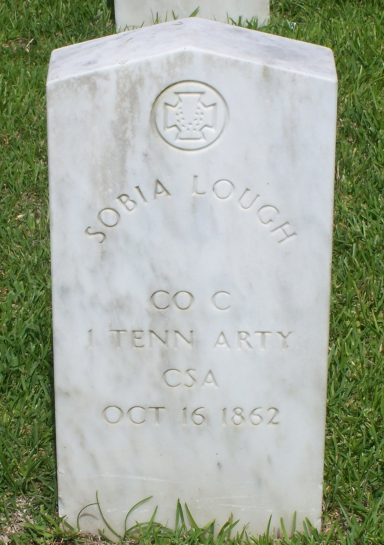 SOBIA LOUGH
CO C
1 TENN ARTY
CSA
OCT 16 1862